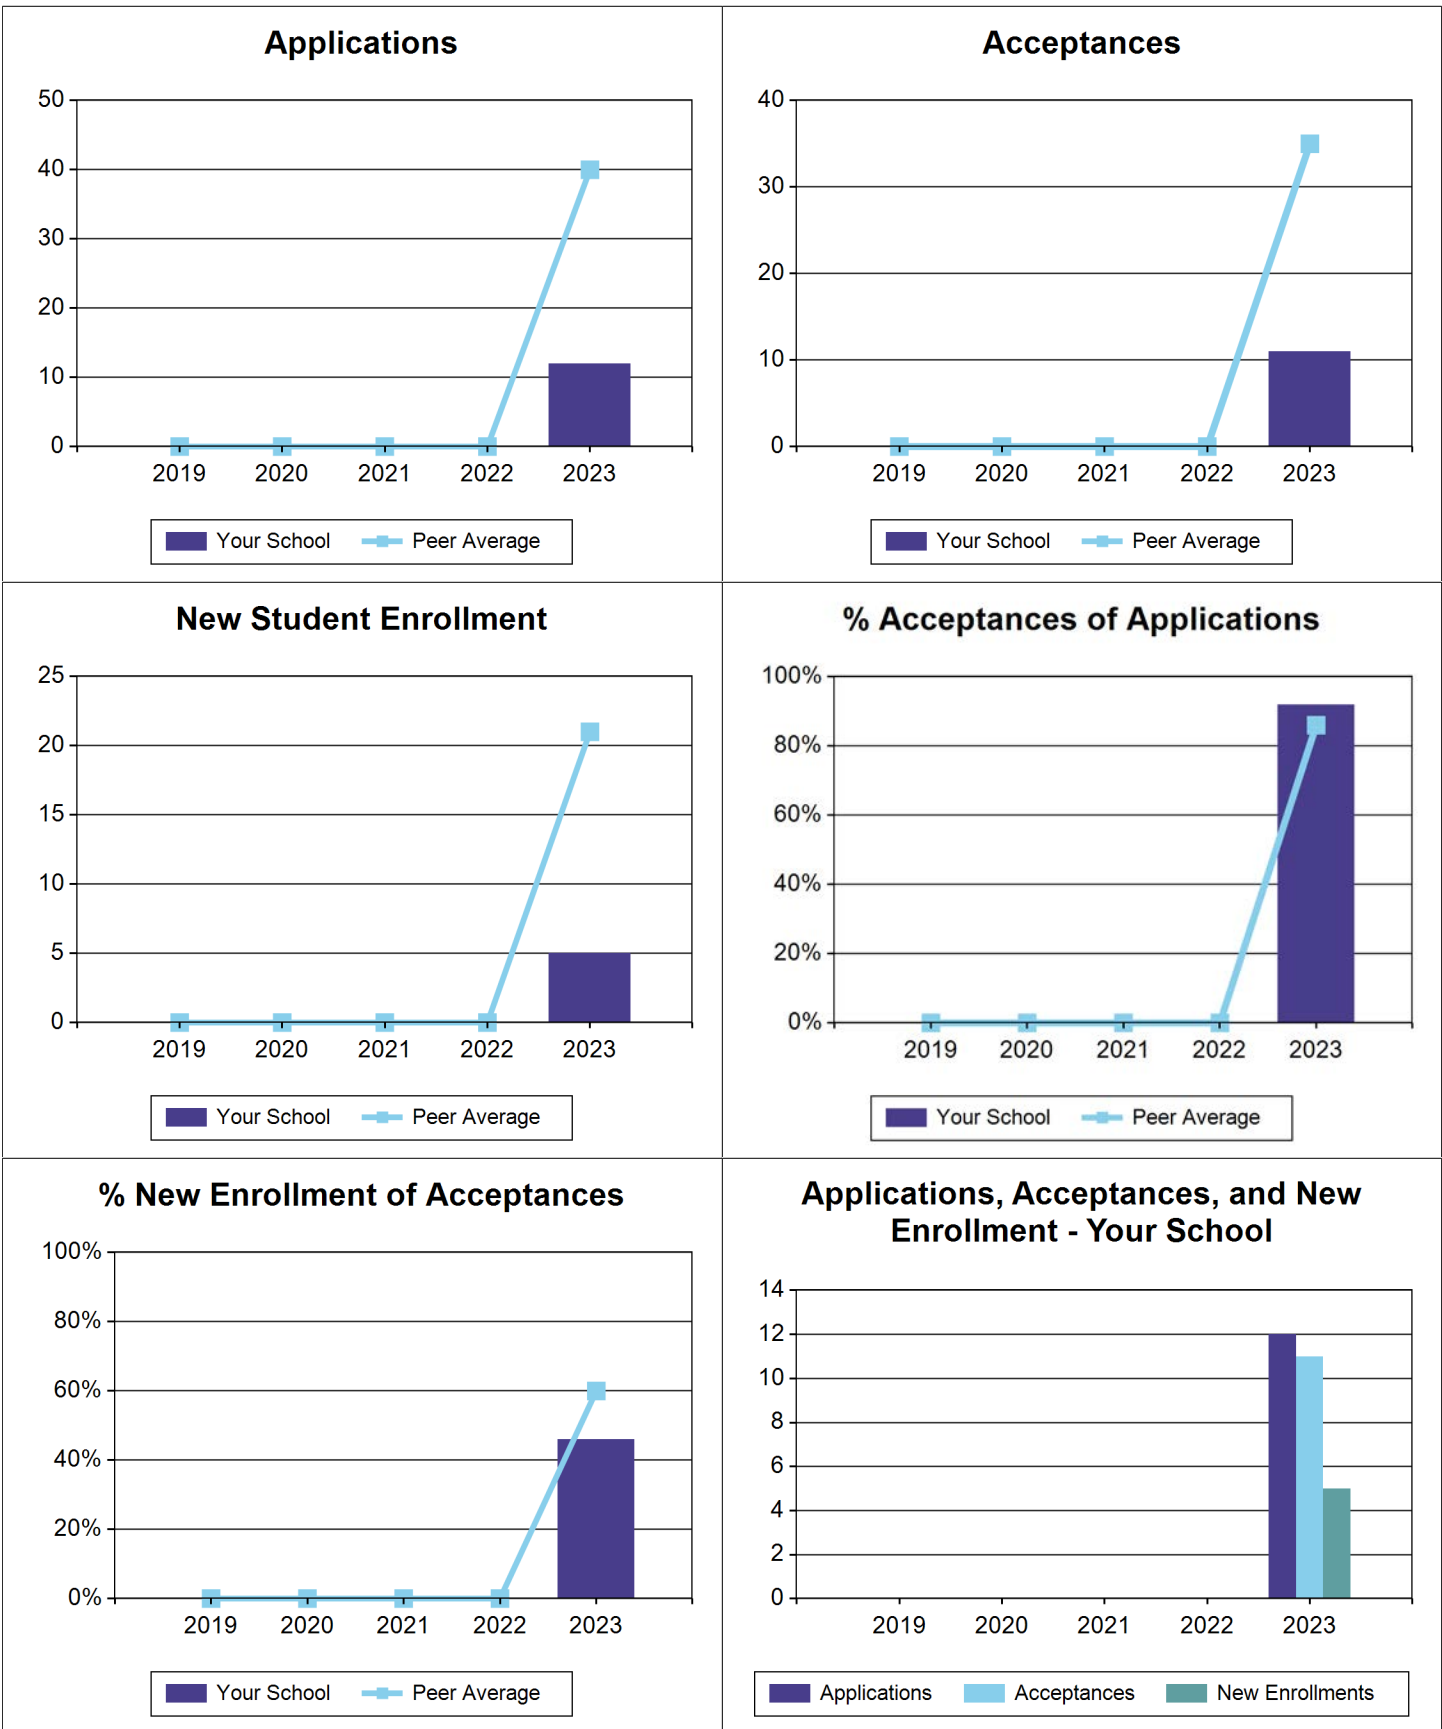 Applications
50
40
30
20
10
0
2019 2020 2021 2022 2023
Your School Peer Average
Acceptances
40
30
20
10
0
2019 2020 2021 2022 2023
Your School Peer Average
New Student Enrollment
25
20
15
10
5
0
2019 2020 2021 2022 2023
Your School Peer Average
% Acceptances of Applications
100%
80%
60%
40%
20%
0%
2019 2020 2021 2022 2023
Your School Peer Average
% New Enrollment of Acceptances
100%
80%
60%
40%
20%
0%
2019 2020 2021 2022 2023
Your School Peer Average
Applications, Acceptances, and New
Enrollment - Your School
14
12
10
8
6
4
2
0
2019 2020 2021 2022 2023
Applications Acceptances New Enrollments